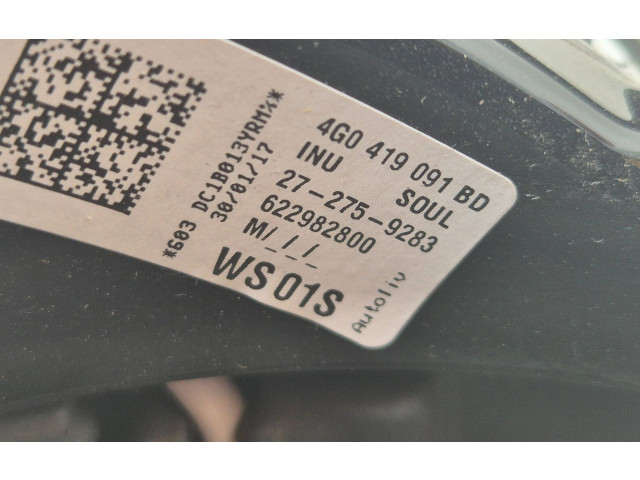 4G0 419 091 BD
INU SOUL
27-275-9283
622982800
M/_/_/_
WS01S
Autoliv
*603 DC1B013YRM%*
30/01/17